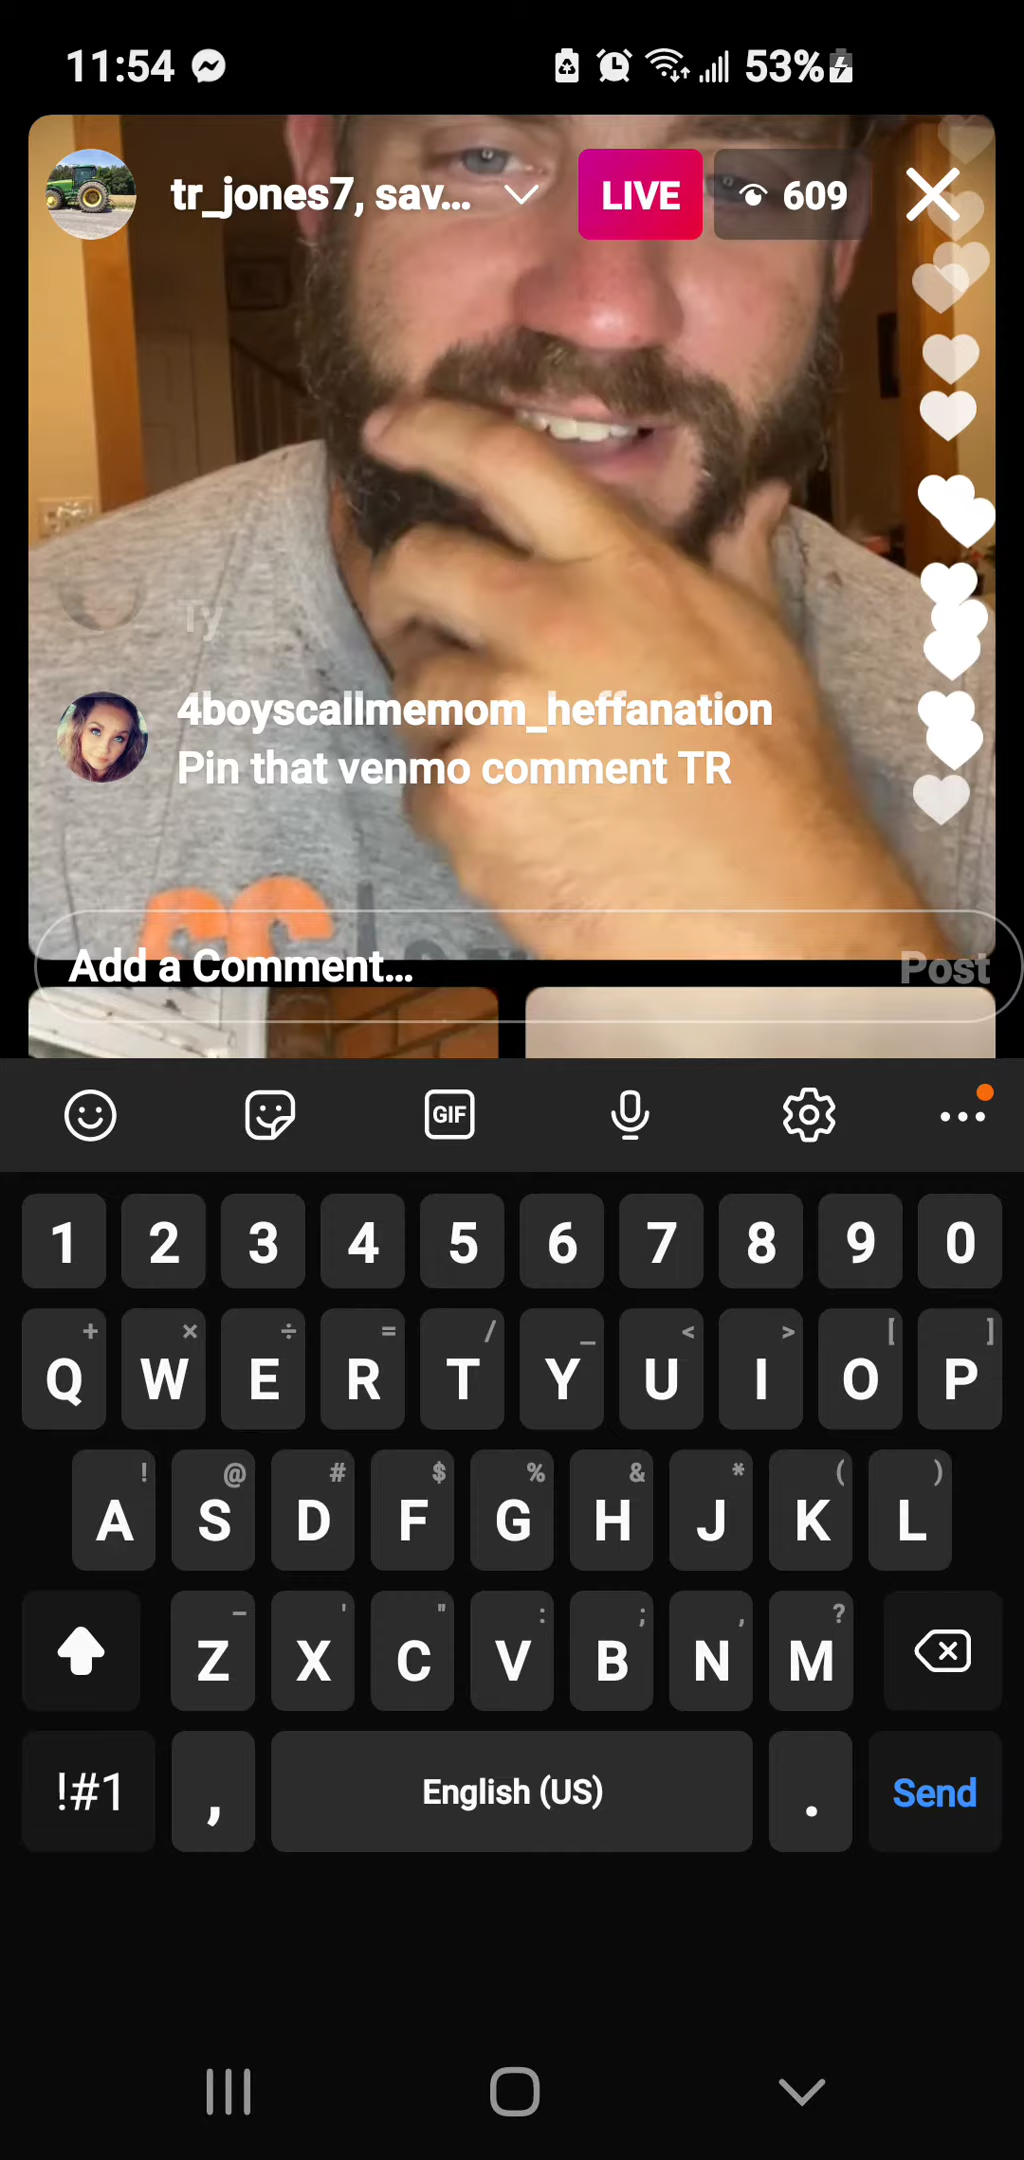 11:54 53%
tr_jones7, sav... LIVE 609
Ty
4boyscallmemom_heffanation
Pin that venmo comment TR
Add a Comment... Post
GIF
1 2 3 4 5 6 7 8 9 0
+ × ÷ = / _ < > [ ]
Q W E R T Y U I O P
! @ # $ % & * ( )
A S D F G H J K L
- ' " : ; , ?
Z X C V B N M
!#1 , English (US) . Send